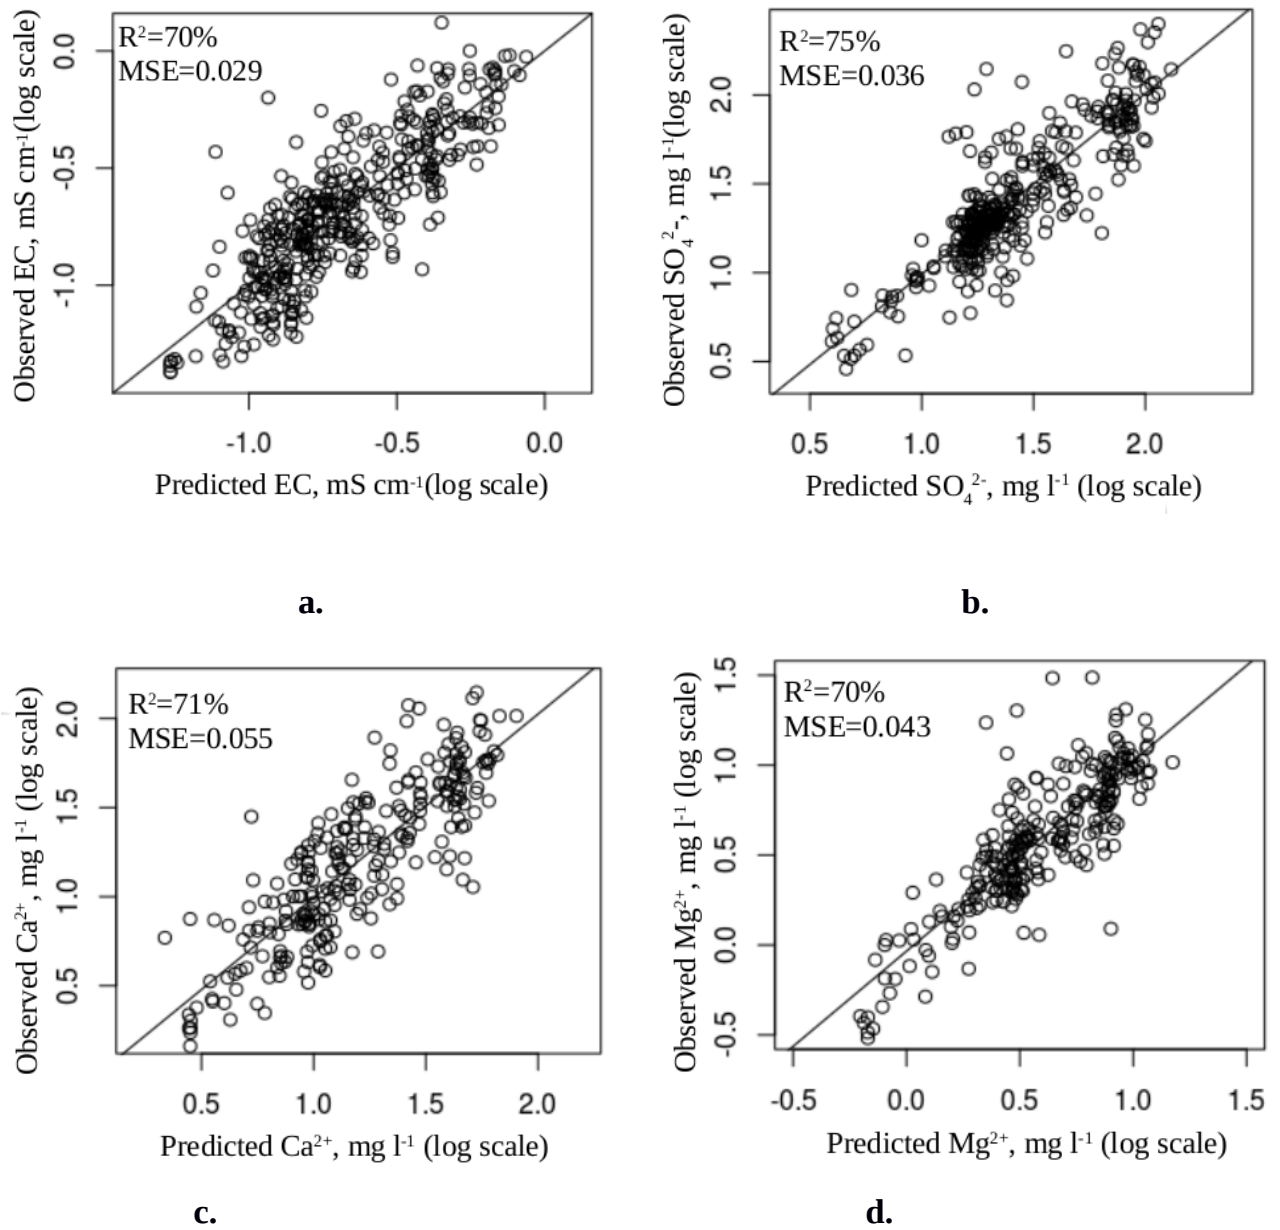 R²=70%
MSE=0.029
Observed EC, mS cm⁻¹(log scale)
0.0
-0.5
-1.0
-1.0 -0.5 0.0
Predicted EC, mS cm⁻¹(log scale)
a.
R²=75%
MSE=0.036
Observed SO₄²-, mg l⁻¹(log scale)
2.0
1.5
1.0
0.5
0.5 1.0 1.5 2.0
Predicted SO₄²⁻, mg l⁻¹ (log scale)
b.
R²=71%
MSE=0.055
Observed Ca²⁺, mg l⁻¹ (log scale)
2.0
1.5
1.0
0.5
0.5 1.0 1.5 2.0
Predicted Ca²⁺, mg l⁻¹ (log scale)
c.
R²=70%
MSE=0.043
Observed Mg²⁺, mg l⁻¹ (log scale)
1.5
1.0
0.5
0.0
-0.5
-0.5 0.0 0.5 1.0 1.5
Predicted Mg²⁺, mg l⁻¹ (log scale)
d.